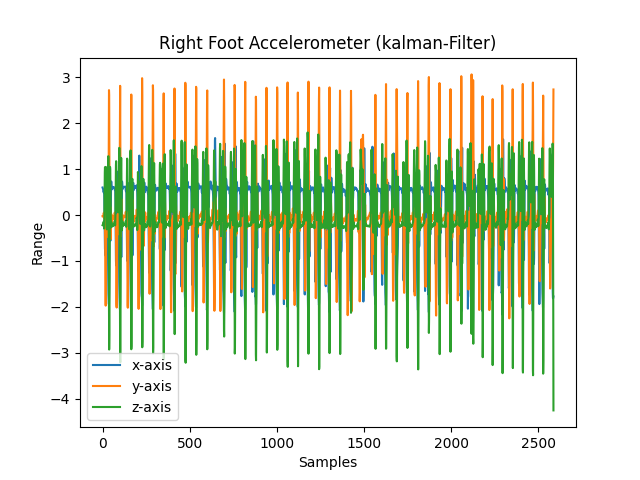 Right Foot Accelerometer (kalman-Filter)
3
2
1
0
−1
−2
−3
−4
Range
x-axis
y-axis
z-axis
0
500
1000
1500
2000
2500
Samples